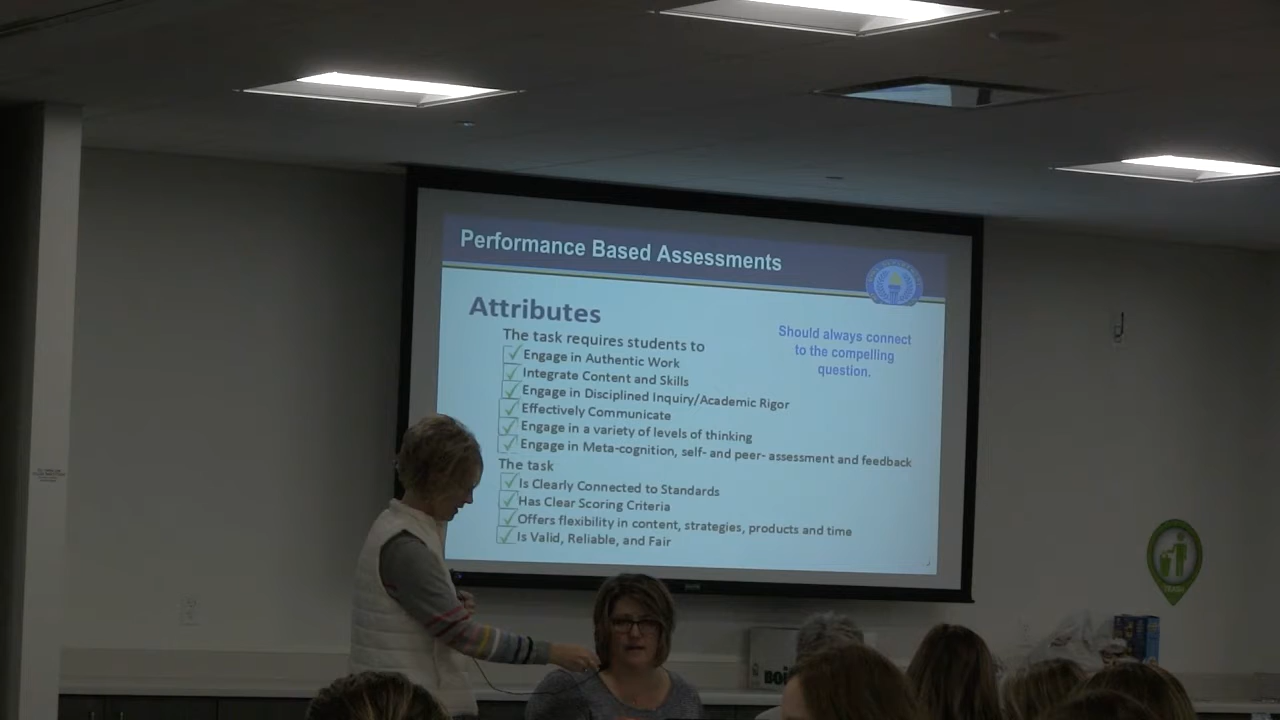 Performance Based Assessments
Attributes
Should always connect
to the compelling
question.
The task requires students to
Engage in Authentic Work
Integrate Content and Skills
Engage in Disciplined Inquiry/Academic Rigor
Effectively Communicate
Engage in a variety of levels of thinking
Engage in Meta-cognition, self- and peer- assessment and feedback
The task
Is Clearly Connected to Standards
Has Clear Scoring Criteria
Offers flexibility in content, strategies, products and time
Is Valid, Reliable, and Fair
TRASH